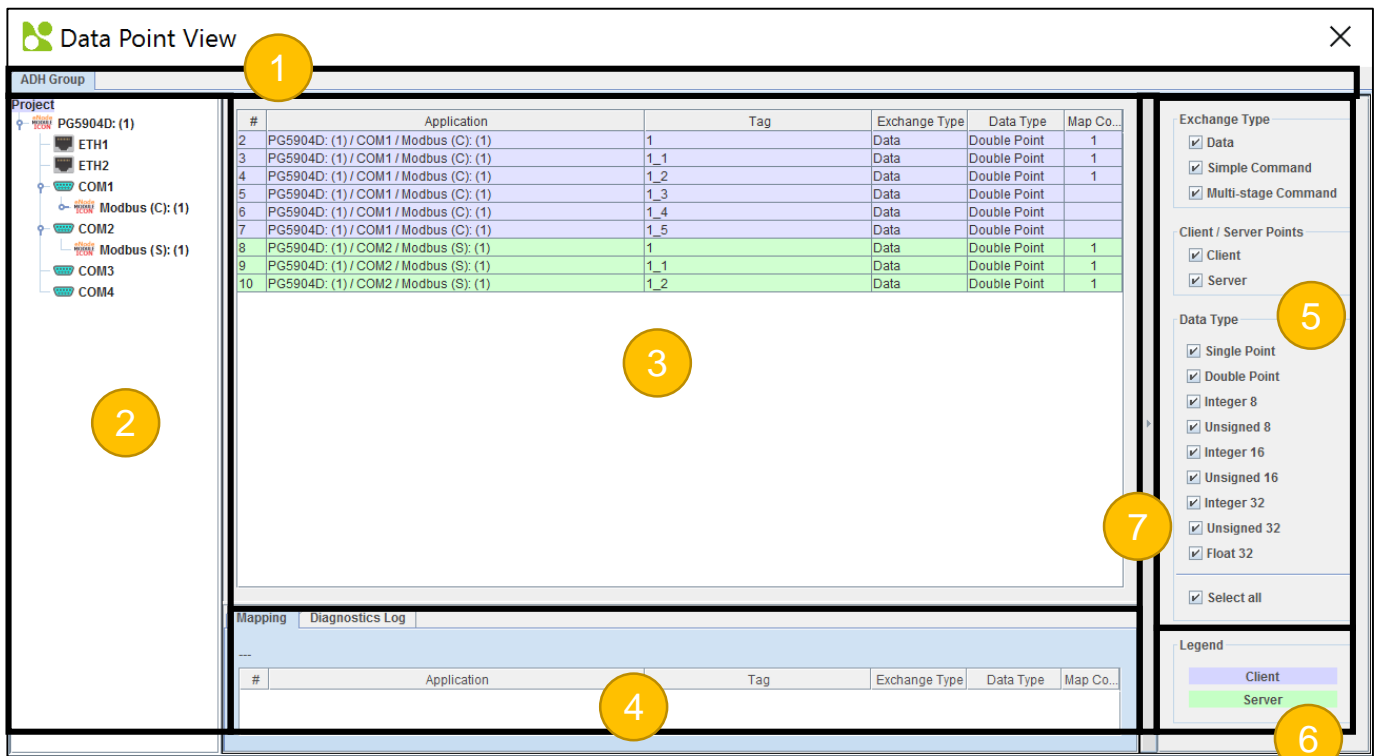 Data Point View
1
ADH Group
Project
PG5904D: (1)
ETH1
ETH2
COM1
Modbus (C): (1)
COM2
Modbus (S): (1)
COM3
COM4
2
# Application Tag Exchange Type Data Type Map Co...
2 PG5904D: (1) / COM1 / Modbus (C): (1) 1 Data Double Point 1
3 PG5904D: (1) / COM1 / Modbus (C): (1) 1_1 Data Double Point 1
4 PG5904D: (1) / COM1 / Modbus (C): (1) 1_2 Data Double Point 1
5 PG5904D: (1) / COM1 / Modbus (C): (1) 1_3 Data Double Point
6 PG5904D: (1) / COM1 / Modbus (C): (1) 1_4 Data Double Point
7 PG5904D: (1) / COM1 / Modbus (C): (1) 1_5 Data Double Point
8 PG5904D: (1) / COM2 / Modbus (S): (1) 1 Data Double Point 1
9 PG5904D: (1) / COM2 / Modbus (S): (1) 1_1 Data Double Point 1
10 PG5904D: (1) / COM2 / Modbus (S): (1) 1_2 Data Double Point 1
3
Mapping Diagnostics Log
---
# Application Tag Exchange Type Data Type Map Co...
4
7
Exchange Type
Data
Simple Command
Multi-stage Command
Client / Server Points
Client
Server
5
Data Type
Single Point
Double Point
Integer 8
Unsigned 8
Integer 16
Unsigned 16
Integer 32
Unsigned 32
Float 32
Select all
Legend
Client
Server
6